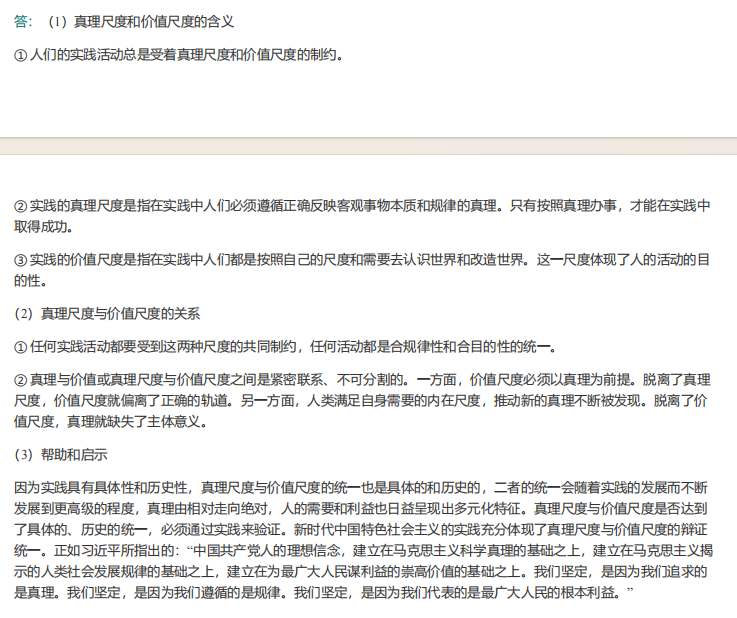 答：（1）真理尺度和价值尺度的含义
① 人们的实践活动总是受着真理尺度和价值尺度的制约。
② 实践的真理尺度是指在实践中人们必须遵循正确反映客观事物本质和规律的真理。只有按照真理办事，才能在实践中
取得成功。
③ 实践的价值尺度是指在实践中人们都是按照自己的尺度和需要去认识世界和改造世界。这一尺度体现了人的活动的目
的性。
（2）真理尺度与价值尺度的关系
① 任何实践活动都要受到这两种尺度的共同制约，任何活动都是合规律性和合目的性的统一。
② 真理与价值或真理尺度与价值尺度之间是紧密联系、不可分割的。一方面，价值尺度必须以真理为前提。脱离了真理
尺度，价值尺度就偏离了正确的轨道。另一方面，人类满足自身需要的内在尺度，推动新的真理不断被发现。脱离了价
值尺度，真理就缺失了主体意义。
（3）帮助和启示
因为实践具有具体性和历史性，真理尺度与价值尺度的统一也是具体的和历史的，二者的统一会随着实践的发展而不断
发展到更高级的程度，真理由相对走向绝对，人的需要和利益也日益呈现出多元化特征。真理尺度与价值尺度是否达到
了具体的、历史的统一，必须通过实践来验证。新时代中国特色社会主义的实践充分体现了真理尺度与价值尺度的辩证
统一。正如习近平所指出的：“中国共产党人的理想信念，建立在马克思主义科学真理的基础之上，建立在马克思主义揭
示的人类社会发展规律的基础之上，建立在为最广大人民谋利益的崇高价值的基础之上。我们坚定，是因为我们追求的
是真理。我们坚定，是因为我们遵循的是规律。我们坚定，是因为我们代表的是最广大人民的根本利益。”